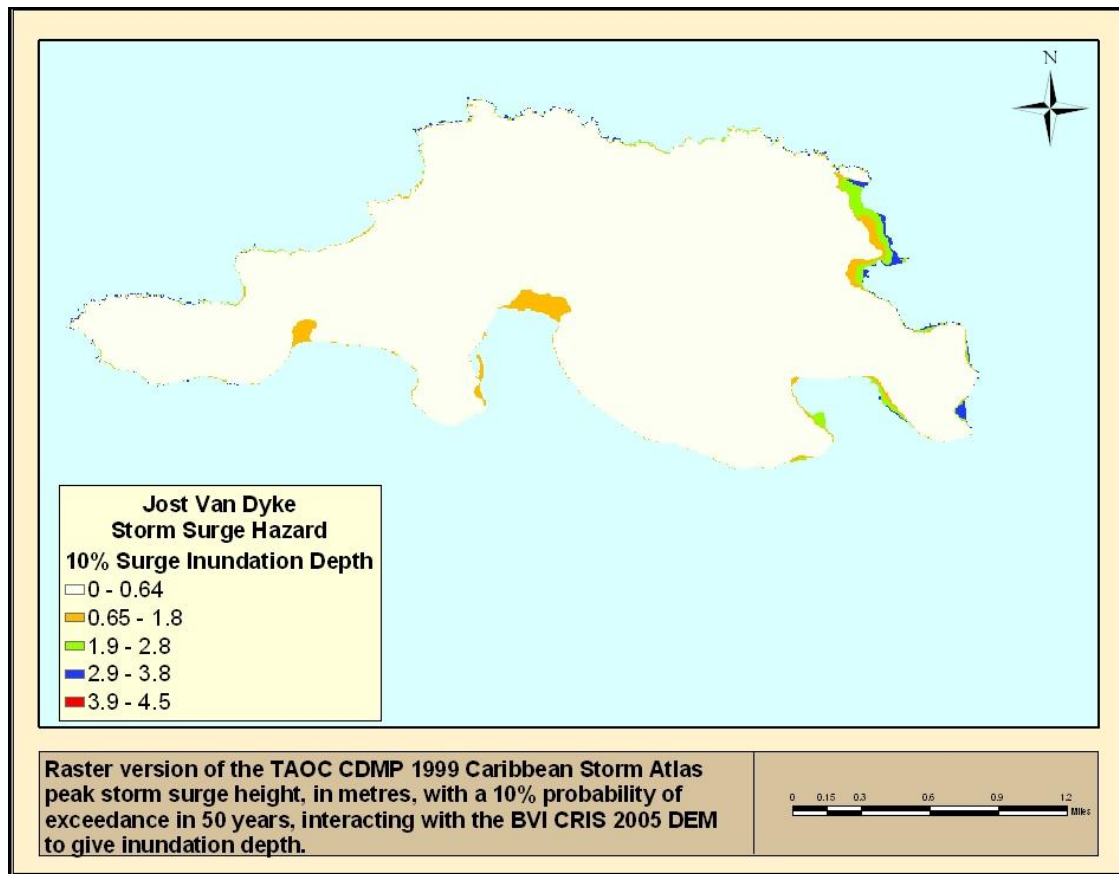 N
Jost Van Dyke
Storm Surge Hazard
10% Surge Inundation Depth
0 - 0.64
0.65 - 1.8
1.9 - 2.8
2.9 - 3.8
3.9 - 4.5
Raster version of the TAOC CDMP 1999 Caribbean Storm Atlas
peak storm surge height, in metres, with a 10% probability of
exceedance in 50 years, interacting with the BVI CRIS 2005 DEM
to give inundation depth.
0 0.15 0.3 0.6 0.9 1.2
Miles